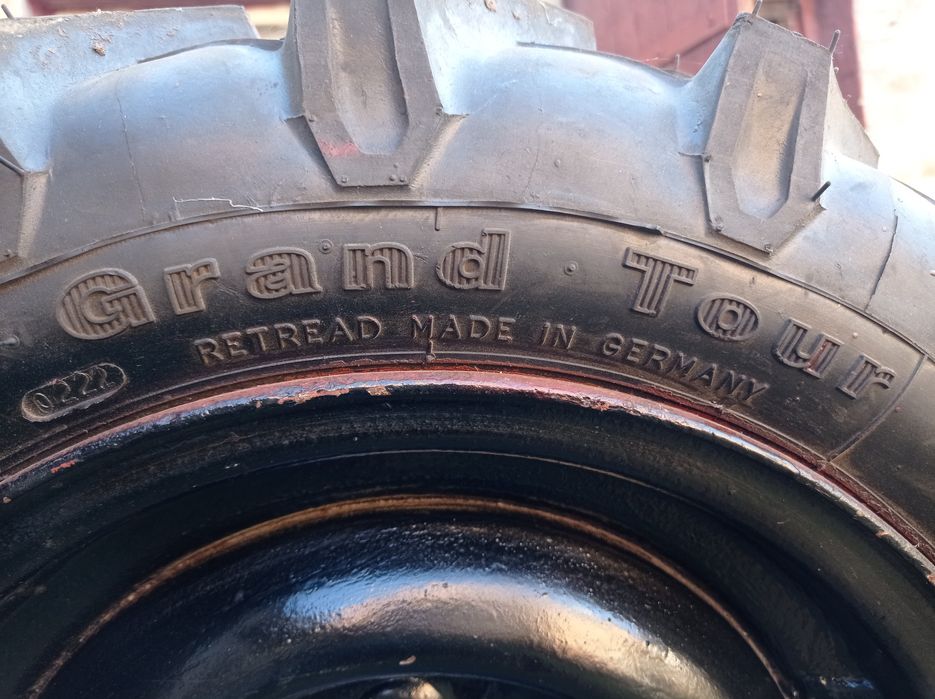 Grand Tour
RETREAD MADE IN GERMANY
0222